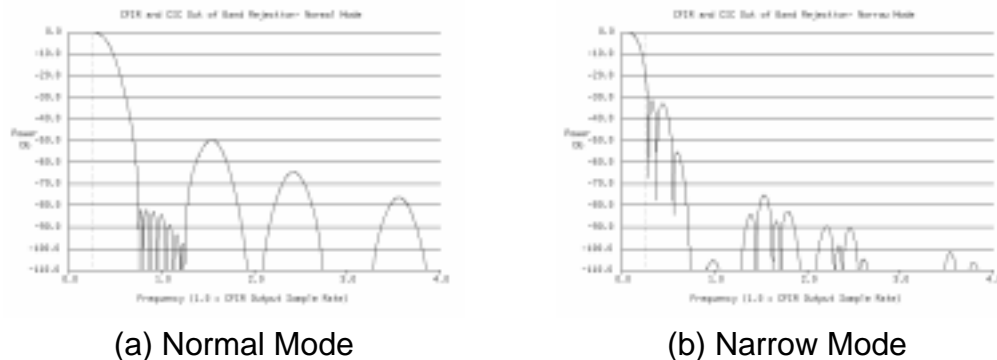 CFIR and CIC Out of Band Rejection- Normal Mode
0.0
-10.0
-20.0
-30.0
-40.0
-50.0
-60.0
-70.0
-80.0
-90.0
-100.0
-110.0
Power
Db
0.0 1.0 2.0 3.0 4.0
Frequency (1.0 = CFIR Output Sample Rate)
(a) Normal Mode
CFIR and CIC Out of Band Rejection- Narrow Mode
0.0
-10.0
-20.0
-30.0
-40.0
-50.0
-60.0
-70.0
-80.0
-90.0
-100.0
-110.0
Power
Db
0.0 1.0 2.0 3.0 4.
Frequency (1.0 = CFIR Output Sample Rate)
(b) Narrow Mode